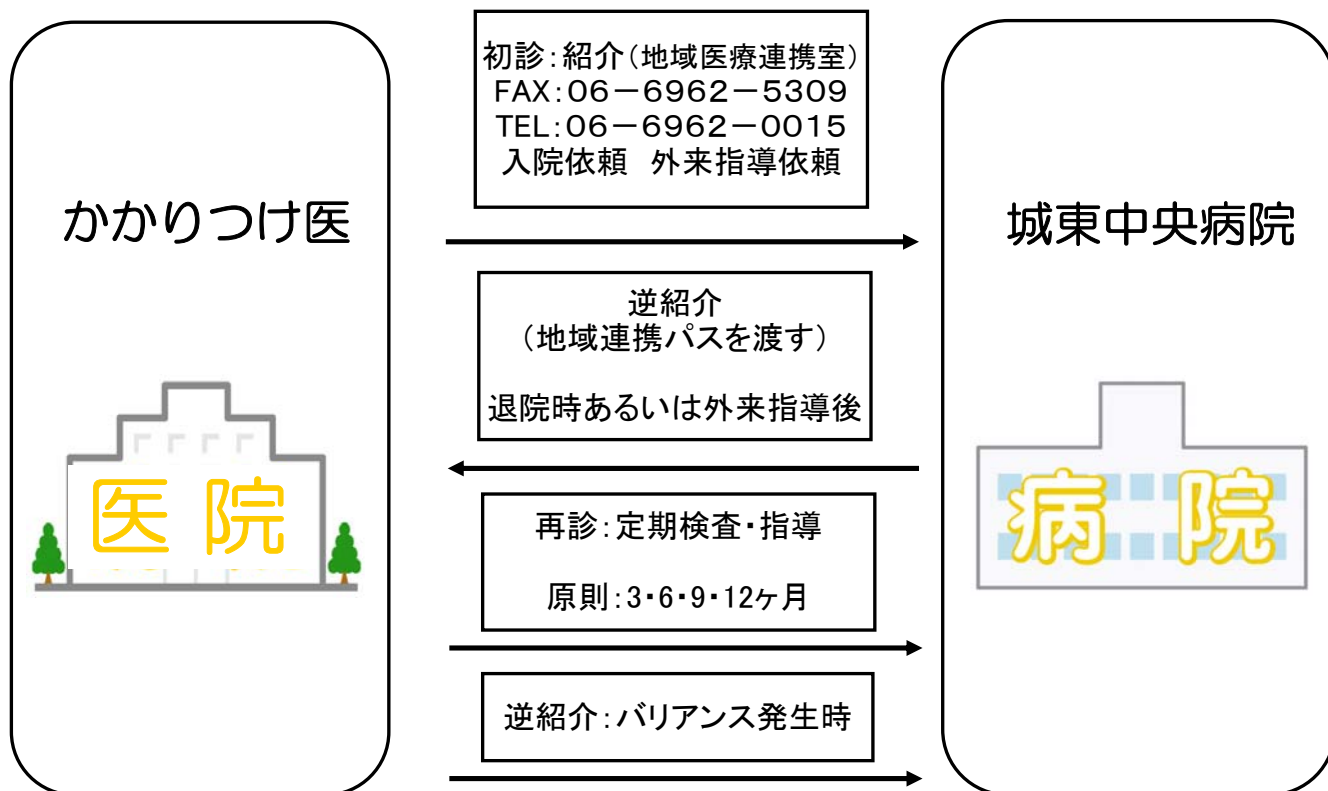 初診：紹介（地域医療連携室）
FAX：０６－６９６２－５３０９
TEL：０６－６９６２－００１５
入院依頼　外来指導依頼
かかりつけ医
城東中央病院
逆紹介
（地域連携パスを渡す）
退院時あるいは外来指導後
医 院
病 院
再診：定期検査・指導
原則：3・6・9・12ヶ月
逆紹介：バリアンス発生時